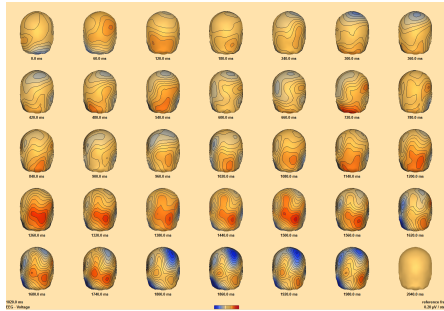 0.0 ms 60.0 ms 120.0 ms 180.0 ms 240.0 ms 300.0 ms 360.0 ms
420.0 ms 480.0 ms 540.0 ms 600.0 ms 660.0 ms 720.0 ms 780.0 ms
840.0 ms 900.0 ms 960.0 ms 1020.0 ms 1080.0 ms 1140.0 ms 1200.0 ms
1260.0 ms 1320.0 ms 1380.0 ms 1440.0 ms 1500.0 ms 1560.0 ms 1620.0 ms
1680.0 ms 1740.0 ms 1800.0 ms 1860.0 ms 1920.0 ms 1980.0 ms 2040.0 ms
reference
EEG - Voltage